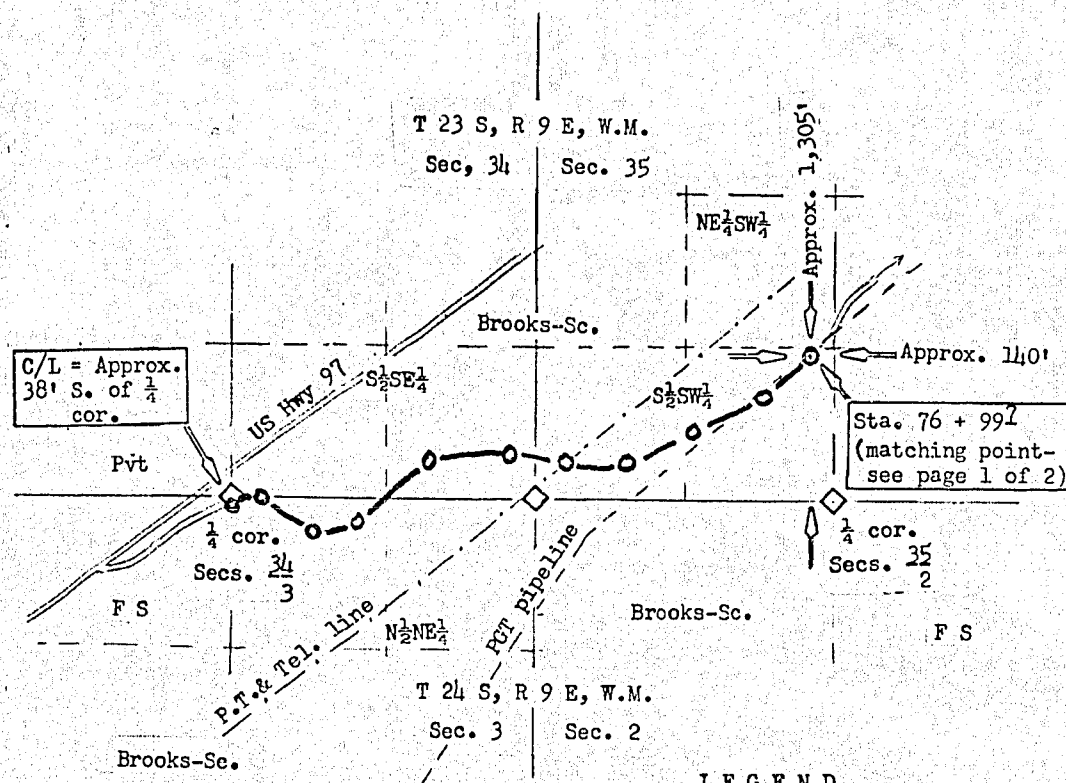 T 23 S, R 9 E, W.M.
Sec, 34 Sec. 35
Approx. 1,305'
NE¼SW¼
Brooks-Sc.
C/L = Approx.
38' S. of ¼
cor.
US Hwy 97
S½SE¼
S½SW¼
Approx. 140'
Pvt
Sta. 76 + 992
(matching point-
see page 1 of 2)
¼ cor.
Secs. 34
3
¼ cor.
Secs. 35
2
F S
P.T.& Tel. line
N½NE¼
PGT pipeline
Brooks-Sc.
F S
T 24 S, R 9 E, W.M.
Sec. 3 Sec. 2
Brooks-Sc.
LEGEND